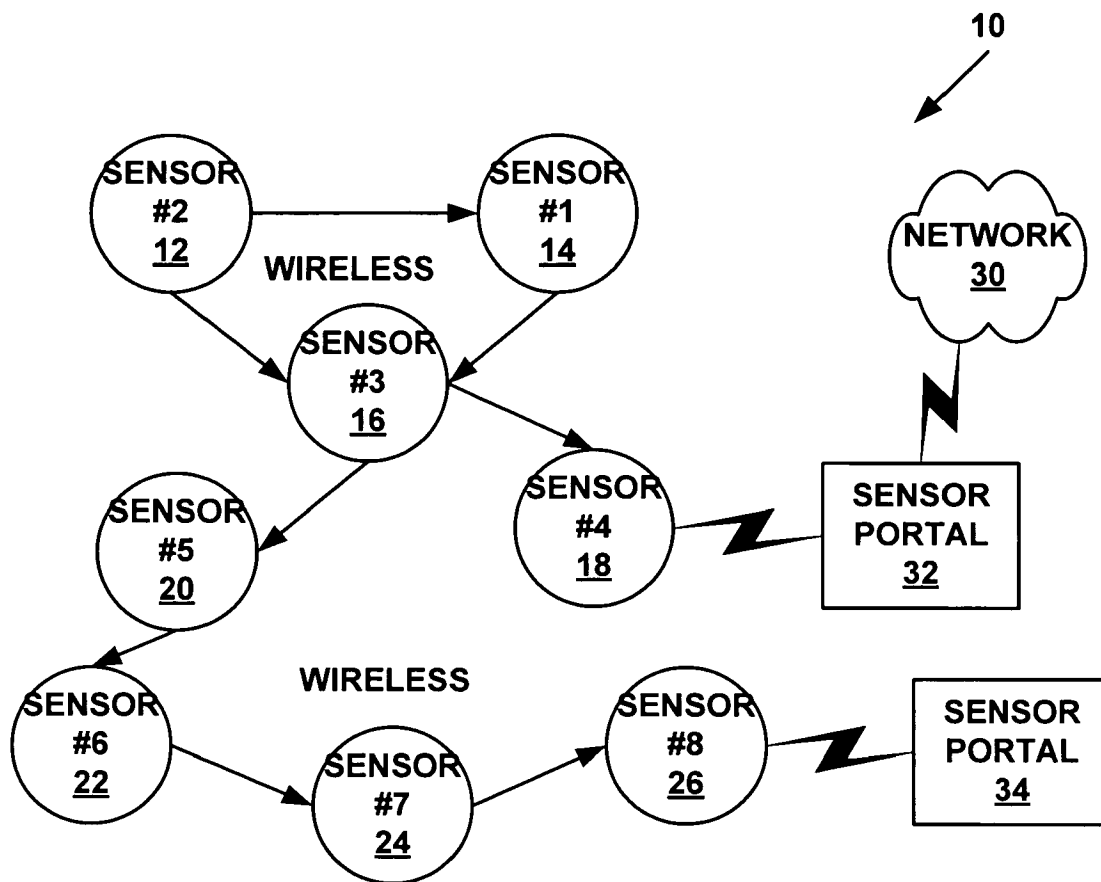 10
SENSOR
#2
12
SENSOR
#1
14
WIRELESS
NETWORK
30
SENSOR
#3
16
SENSOR
#4
18
SENSOR
PORTAL
32
SENSOR
#5
20
WIRELESS
SENSOR
#6
22
SENSOR
#7
24
SENSOR
#8
26
SENSOR
PORTAL
34